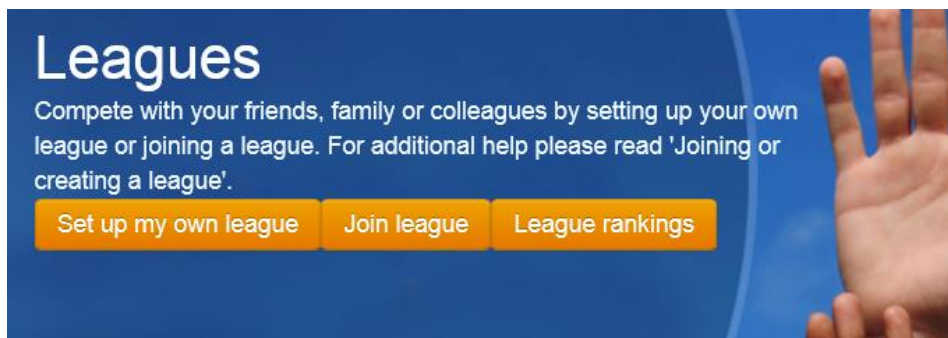 Leagues
Compete with your friends, family or colleagues by setting up your own
league or joining a league. For additional help please read 'Joining or
creating a league'.
Set up my own league Join league League rankings